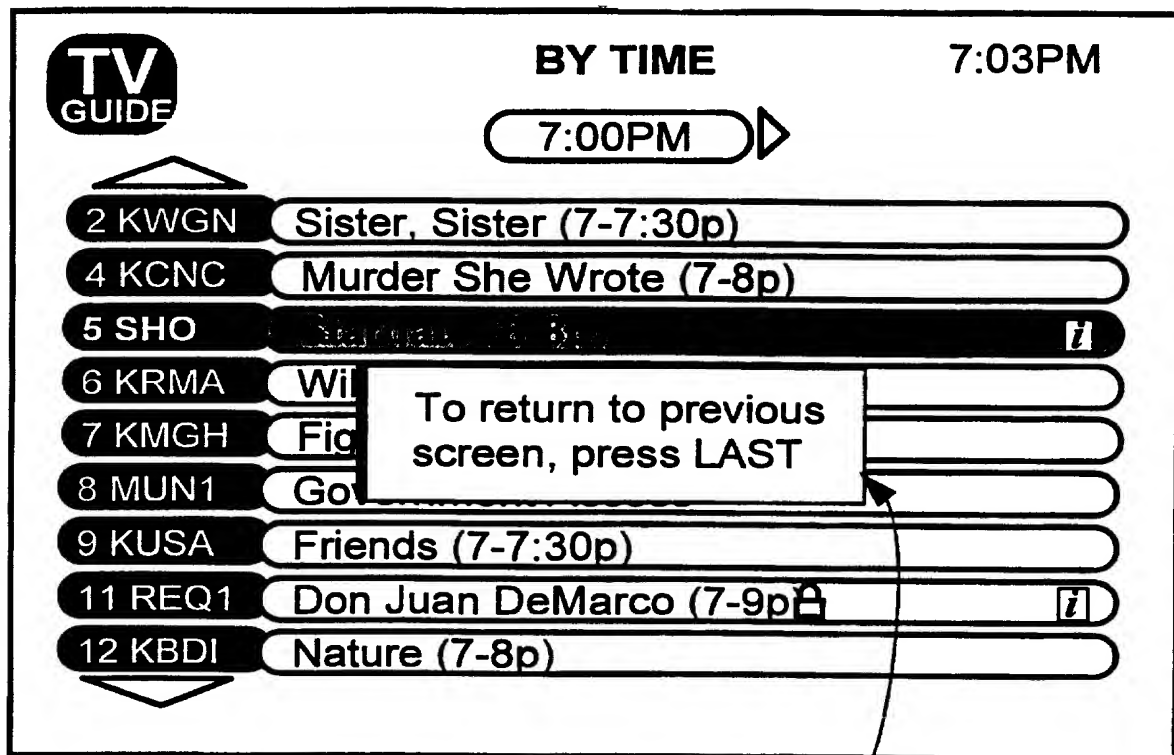 TV GUIDE
BY TIME
7:03PM
7:00PM
2 KWGN Sister, Sister (7-7:30p)
4 KCNC Murder She Wrote (7-8p)
5 SHO i
6 KRMA Wil
To return to previous
screen, press LAST
7 KMGH Fig
8 MUN1
9 KUSA Friends (7-7:30p)
11 REQ1 Don Juan DeMarco (7-9p i
12 KBDI Nature (7-8p)